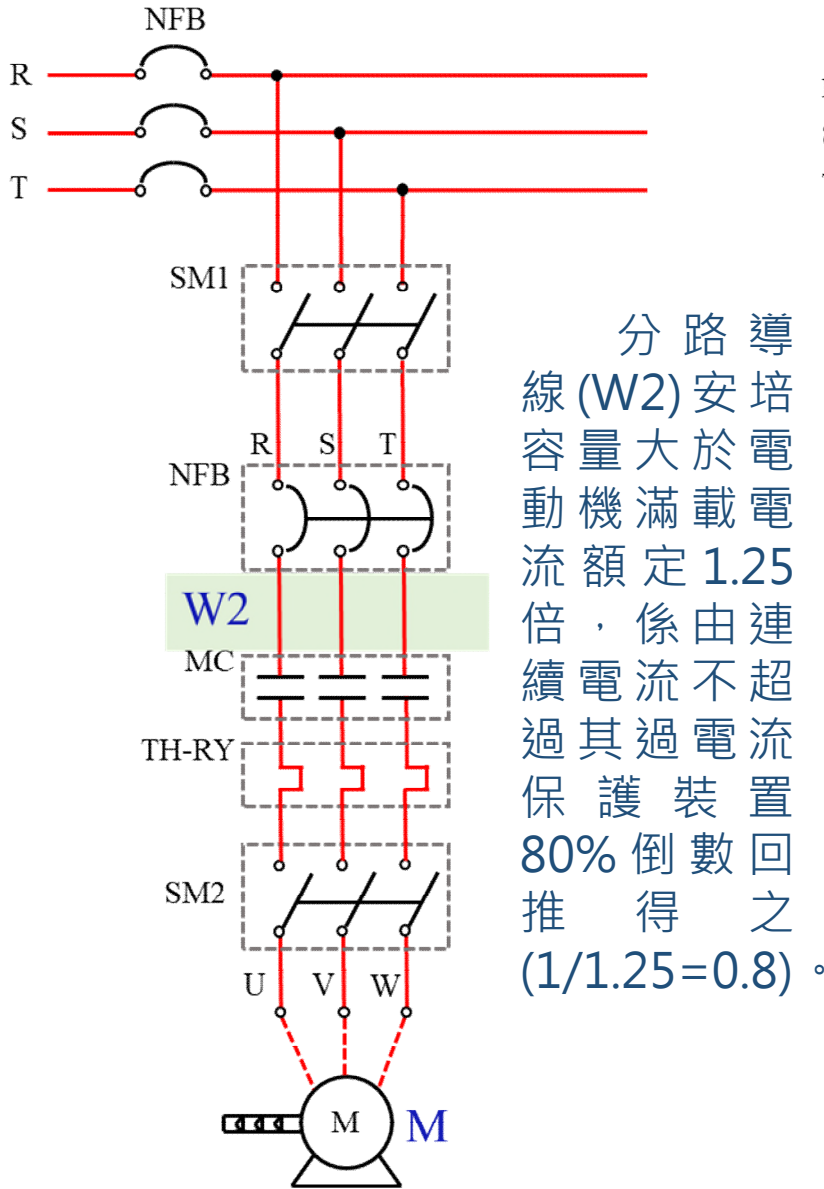 NFB
R
S
T
SM1
R S T
NFB
W2
MC
TH-RY
SM2
U V W
M
M
分路導
線(W2)安培
容量大於電
動機滿載電
流額定1.25
倍，係由連
續電流不超
過其過電流
保護裝置
80%倒數回
推得之
(1/1.25=0.8)。